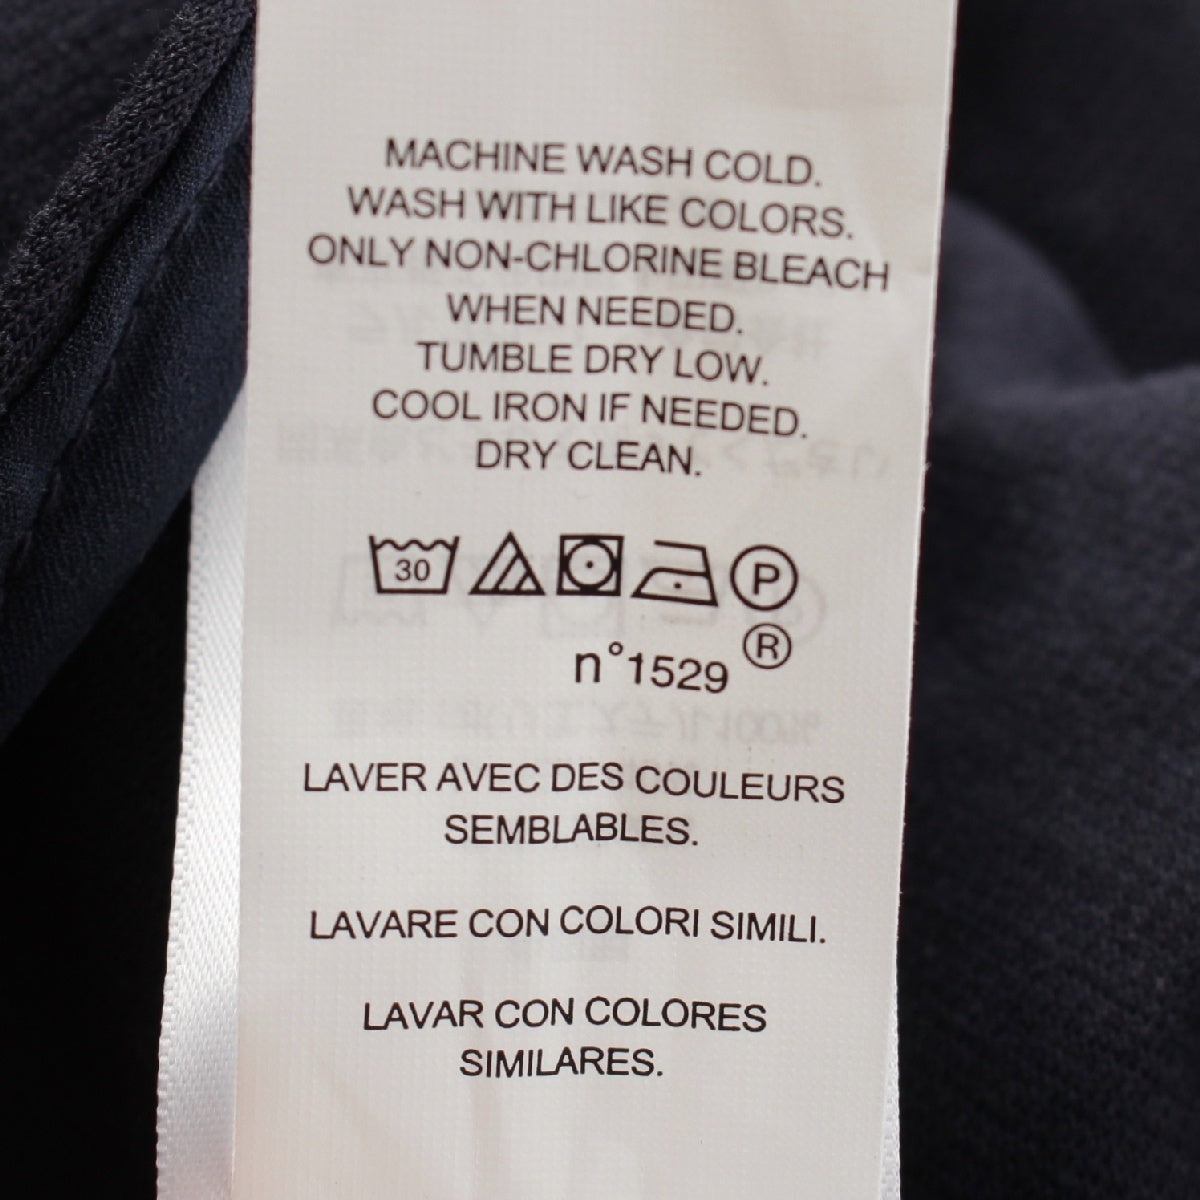 MACHINE WASH COLD.
WASH WITH LIKE COLORS.
ONLY NON-CHLORINE BLEACH
WHEN NEEDED.
TUMBLE DRY LOW.
COOL IRON IF NEEDED.
DRY CLEAN.
30 P
n°1529 ®
LAVER AVEC DES COULEURS
SEMBLABLES.
LAVARE CON COLORI SIMILI.
LAVAR CON COLORES
SIMILARES.